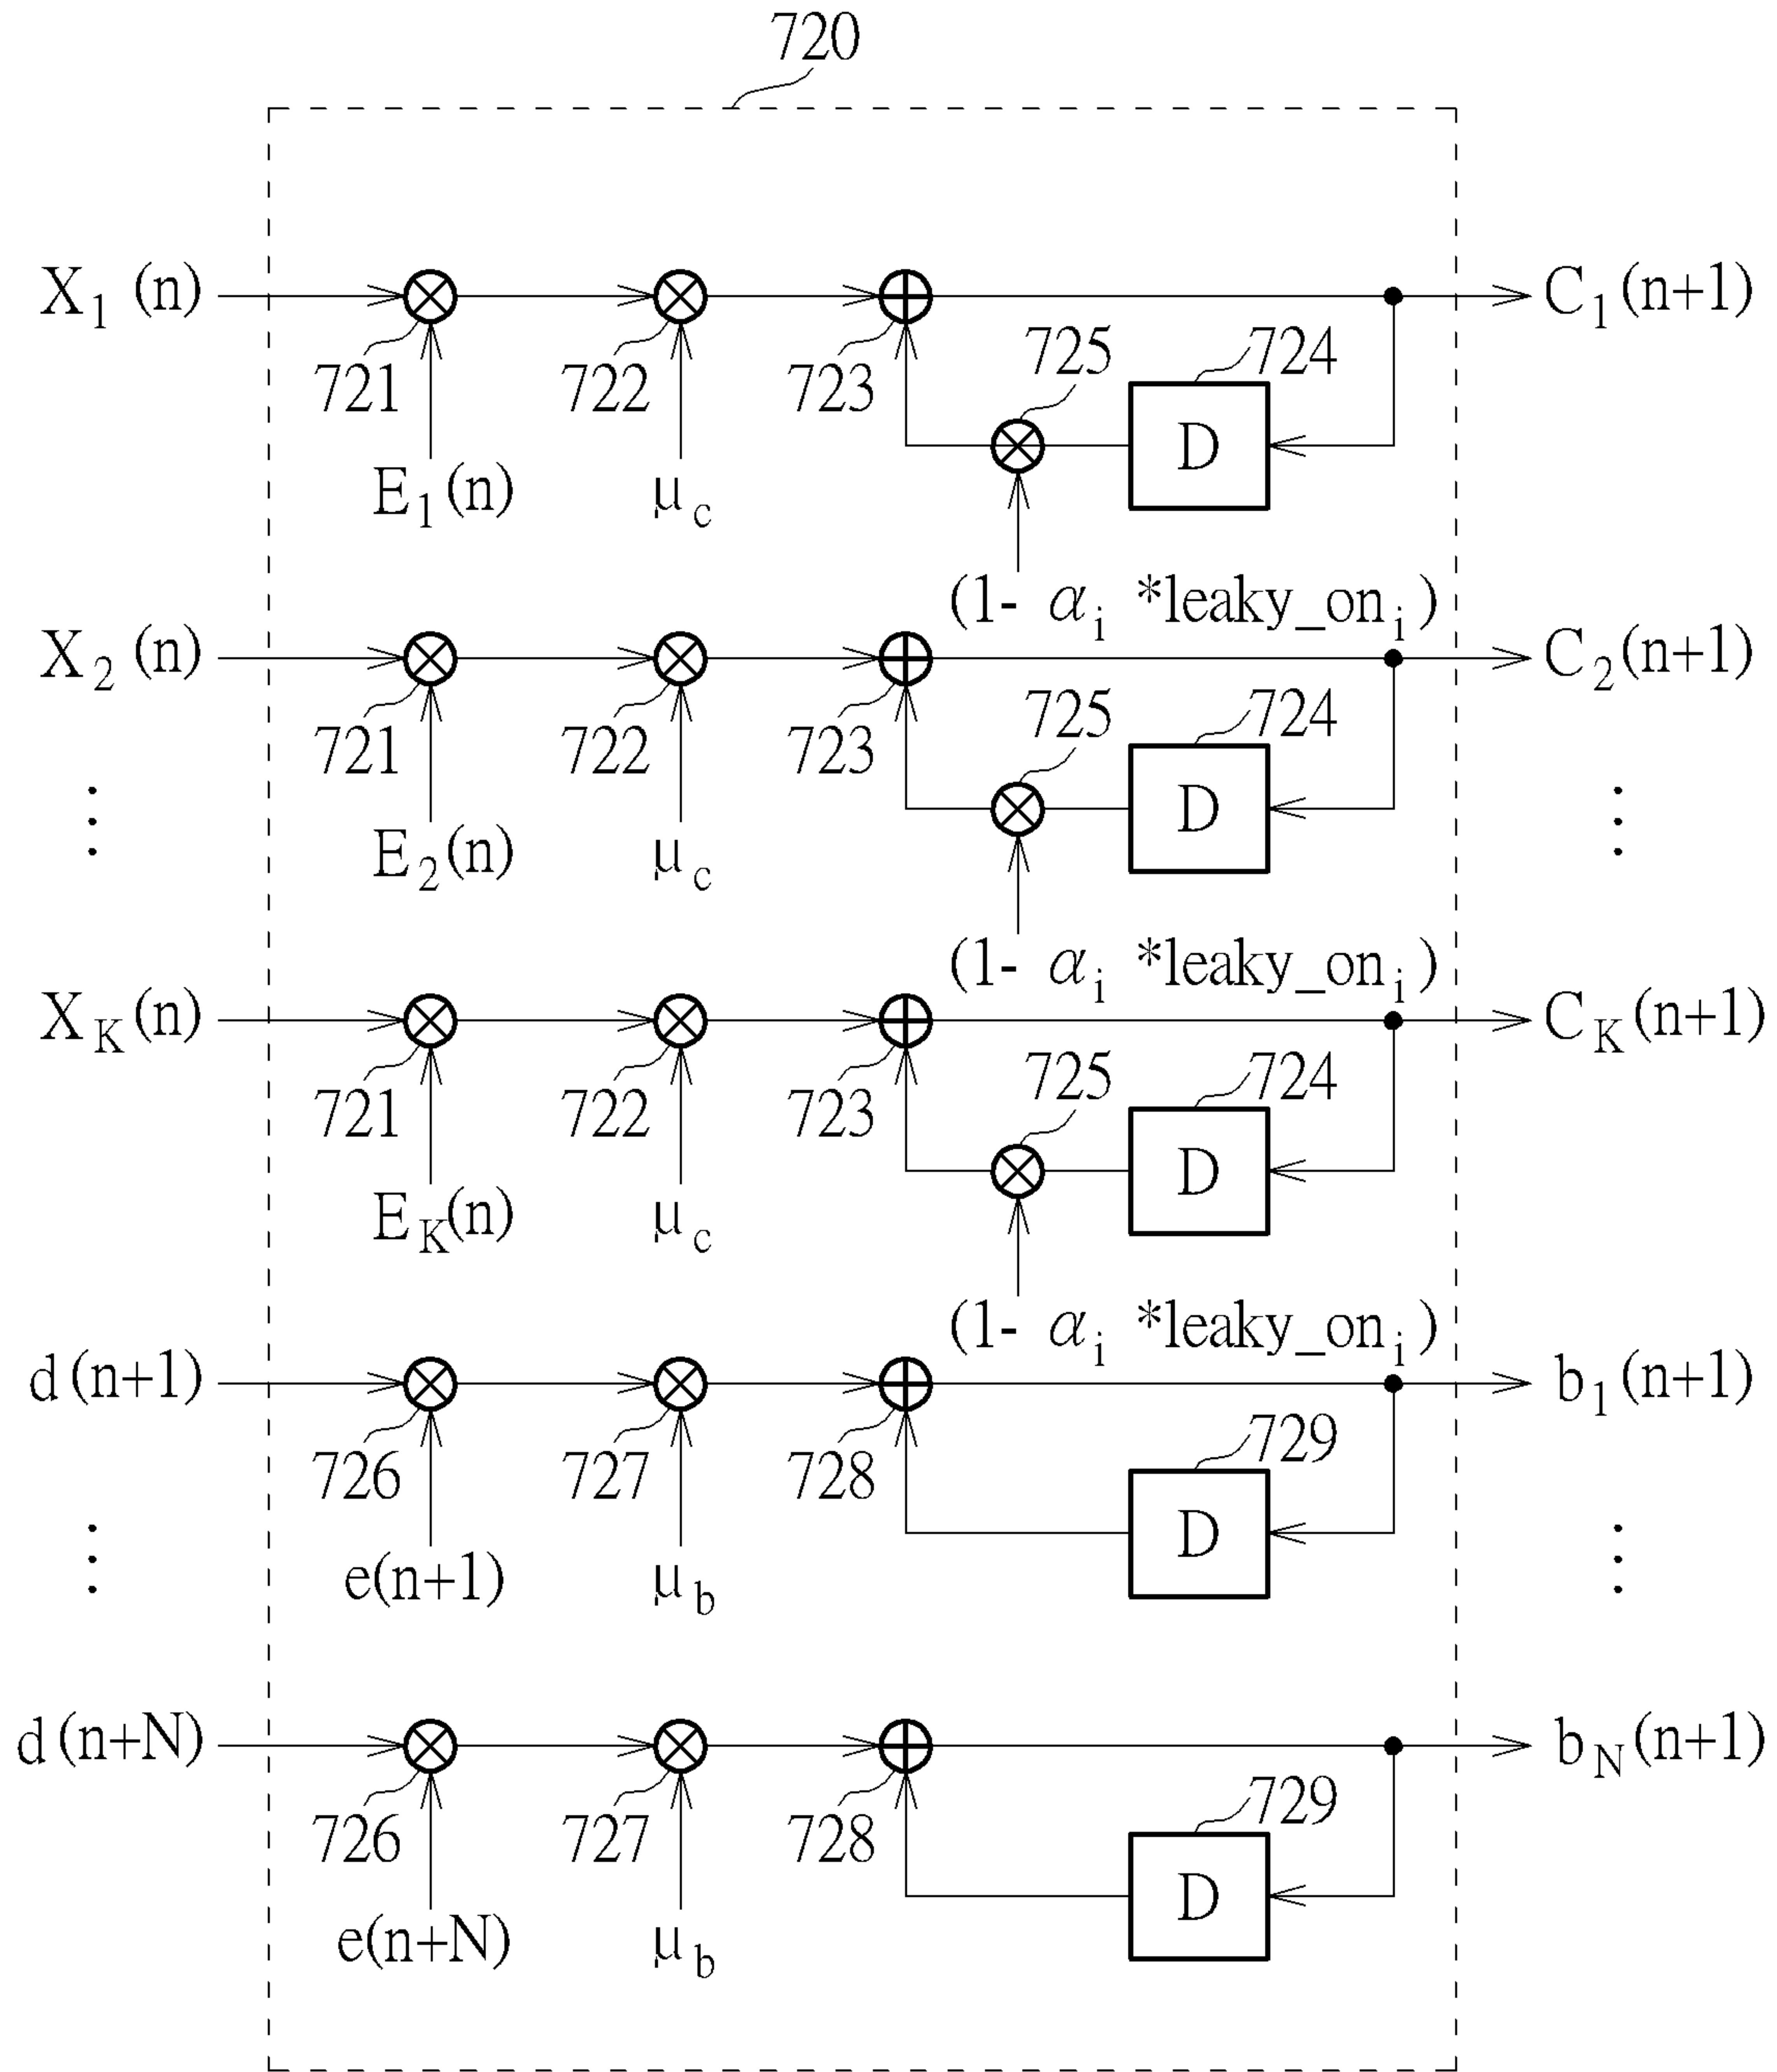 720
X1 (n) C1 (n+1)
721 722 723 725 724
D
E1 (n) μc
(1- αi *leaky_oni)
X2 (n) C2 (n+1)
721 722 723 725 724
D
E2 (n) μc
(1- αi *leaky_oni)
XK (n) CK (n+1)
721 722 723 725 724
D
EK (n) μc
(1- αi *leaky_oni)
d (n+1) b1 (n+1)
726 727 728 729
D
e(n+1) μb
d (n+N) bN (n+1)
726 727 728 729
D
e(n+N) μb